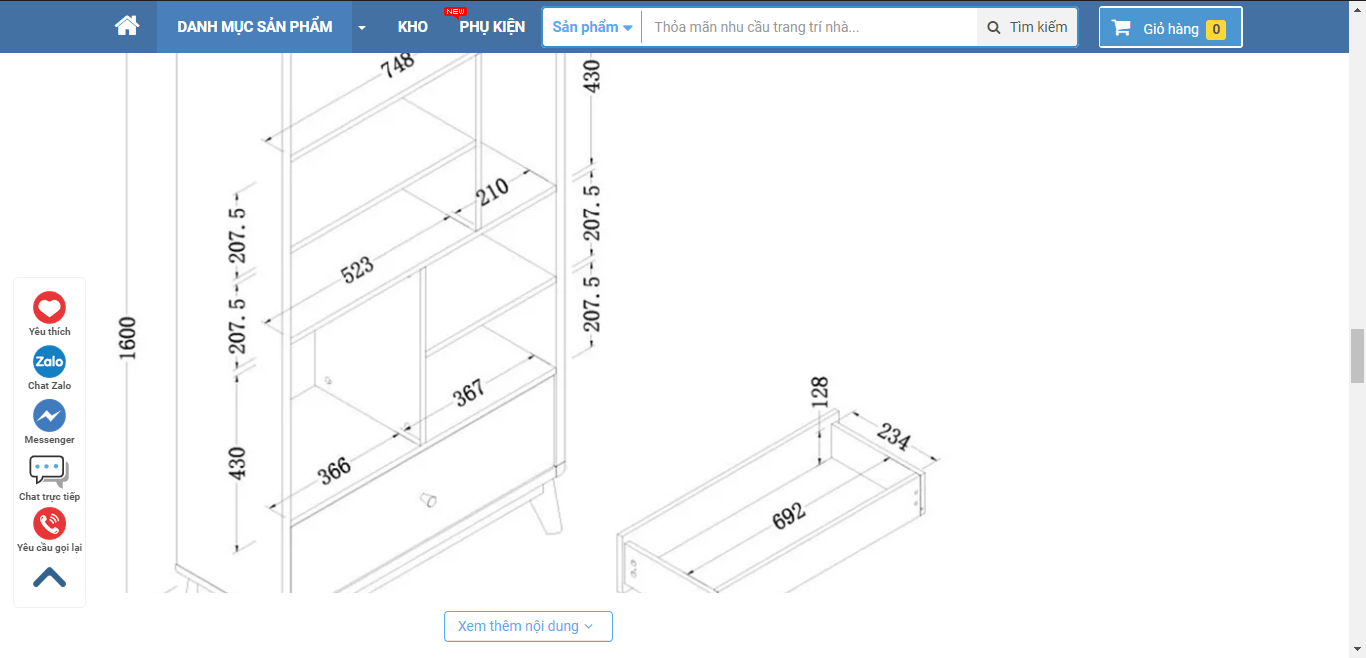 DANH MỤC SẢN PHẨM
KHO
NEW
PHỤ KIỆN
Sản phẩm
Thỏa mãn nhu cầu trang trí nhà...
Tìm kiếm
Giỏ hàng 0
748
430
210
207.5
207.5
523
207.5
207.5
1600
367
366
430
128
234
692
Yêu thích
Zalo
Chat Zalo
Messenger
Chat trực tiếp
Yêu cầu gọi lại
Xem thêm nội dung